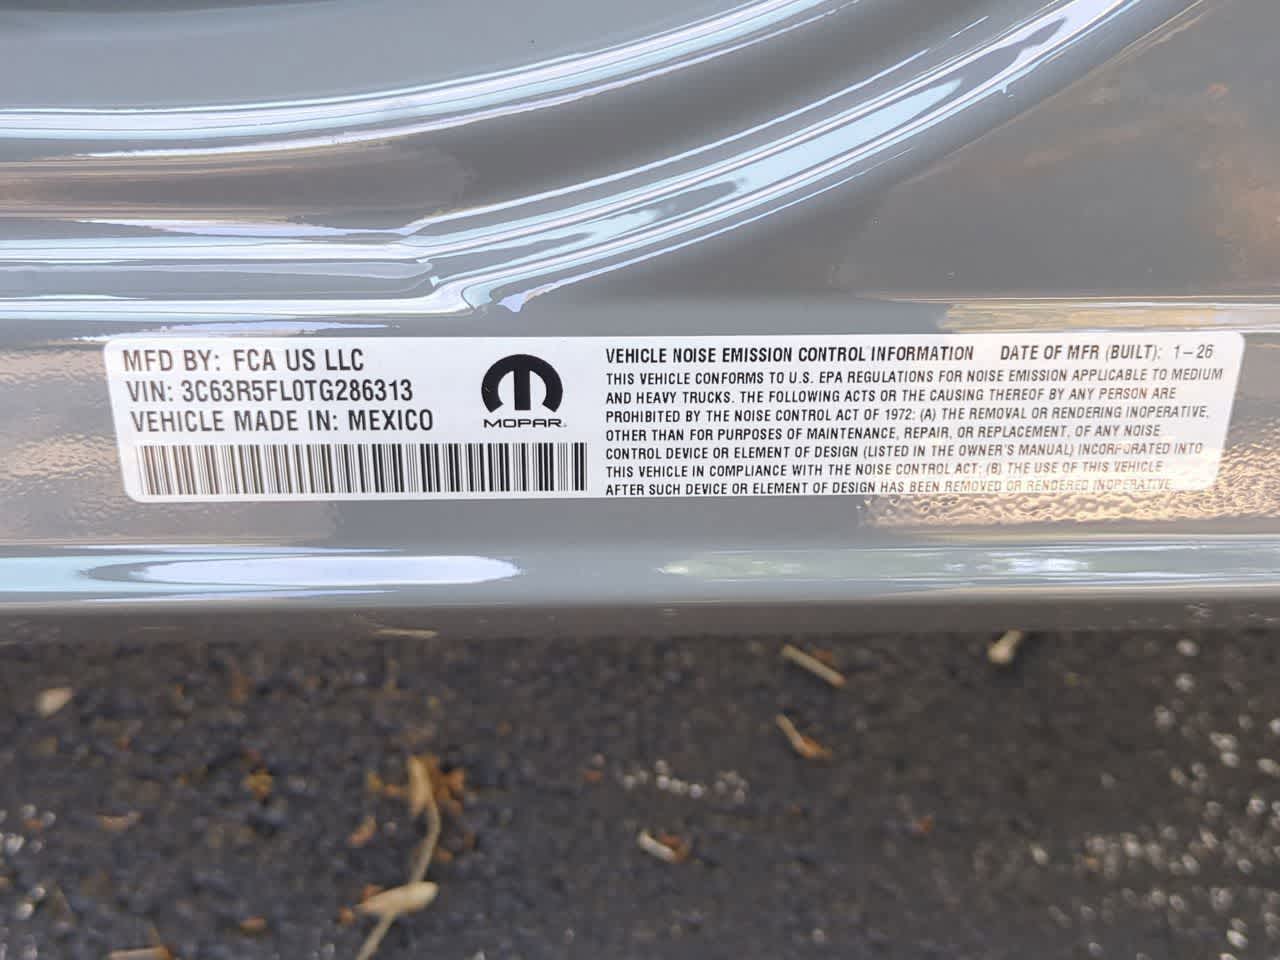 MFD BY: FCA US LLC
VIN: 3C63R5FL0TG286313
VEHICLE MADE IN: MEXICO
MOPAR
VEHICLE NOISE EMISSION CONTROL INFORMATION DATE OF MFR (BUILT): 1-26
THIS VEHICLE CONFORMS TO U.S. EPA REGULATIONS FOR NOISE EMISSION APPLICABLE TO MEDIUM
AND HEAVY TRUCKS. THE FOLLOWING ACTS OR THE CAUSING THEREOF BY ANY PERSON ARE
PROHIBITED BY THE NOISE CONTROL ACT OF 1972: (A) THE REMOVAL OR RENDERING INOPERATIVE,
OTHER THAN FOR PURPOSES OF MAINTENANCE, REPAIR, OR REPLACEMENT, OF ANY NOISE
CONTROL DEVICE OR ELEMENT OF DESIGN (LISTED IN THE OWNER'S MANUAL) INCORPORATED INTO
THIS VEHICLE IN COMPLIANCE WITH THE NOISE CONTROL ACT; (B) THE USE OF THIS VEHICLE
AFTER SUCH DEVICE OR ELEMENT OF DESIGN HAS BEEN REMOVED OR RENDERED INOPERATIVE.